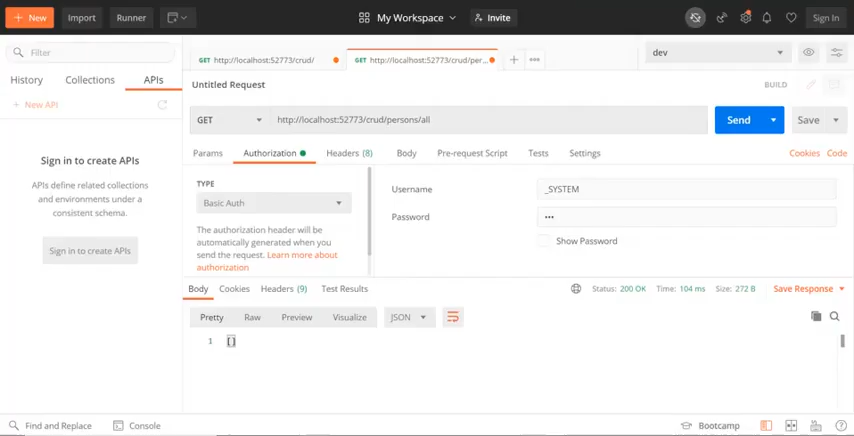 + New Import Runner My Workspace Invite Sign In
Filter
History Collections APIs
+ New API
Sign in to create APIs
APIs define related collections
and environments under a
consistent schema.
Sign in to create APIs
GET http://localhost:52773/crud/ GET http://localhost:52773/crud/per... + ••• dev
Untitled Request BUILD
GET http://localhost:52773/crud/persons/all Send Save
Params Authorization Headers (8) Body Pre-request Script Tests Settings Cookies Code
TYPE
Basic Auth
The authorization header will be
automatically generated when you
send the request. Learn more about
authorization
Username _SYSTEM
Password •••
Show Password
Body Cookies Headers (9) Test Results Status: 200 OK Time: 104 ms Size: 272 B Save Response
Pretty Raw Preview Visualize JSON
1 []
Find and Replace Console Bootcamp